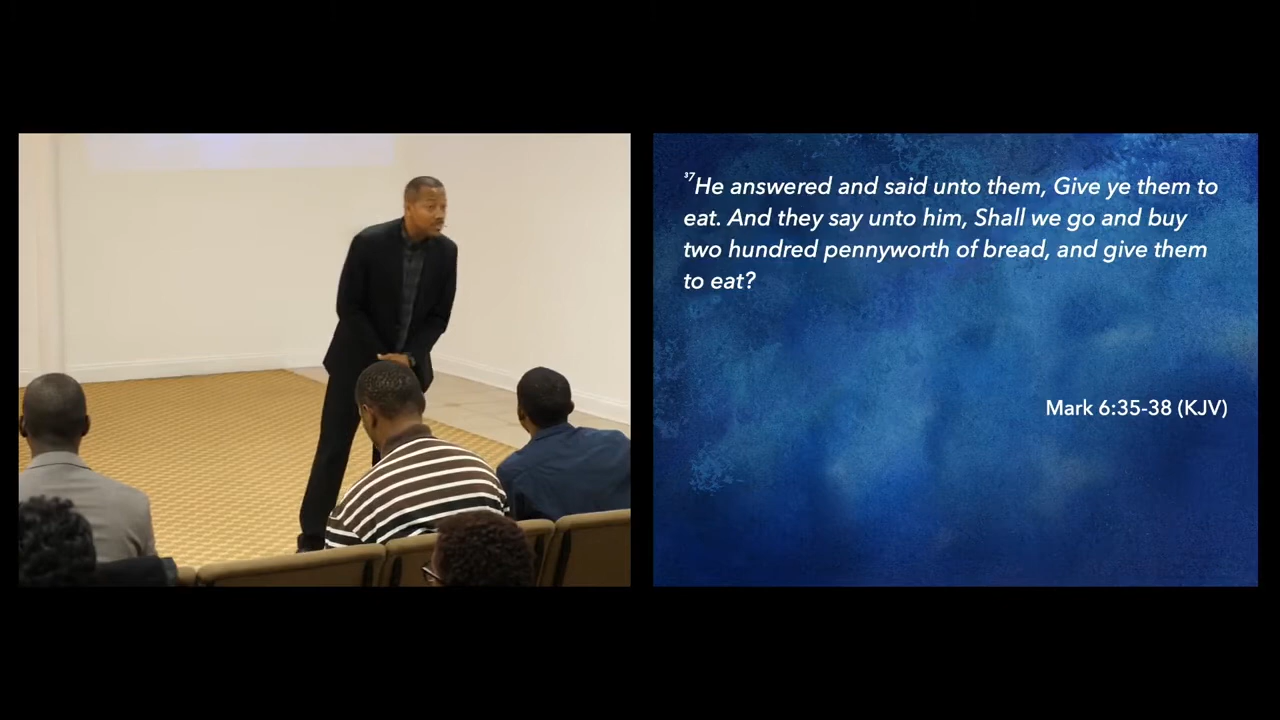 ³⁷He answered and said unto them, Give ye them to
eat. And they say unto him, Shall we go and buy
two hundred pennyworth of bread, and give them
to eat?
Mark 6:35-38 (KJV)